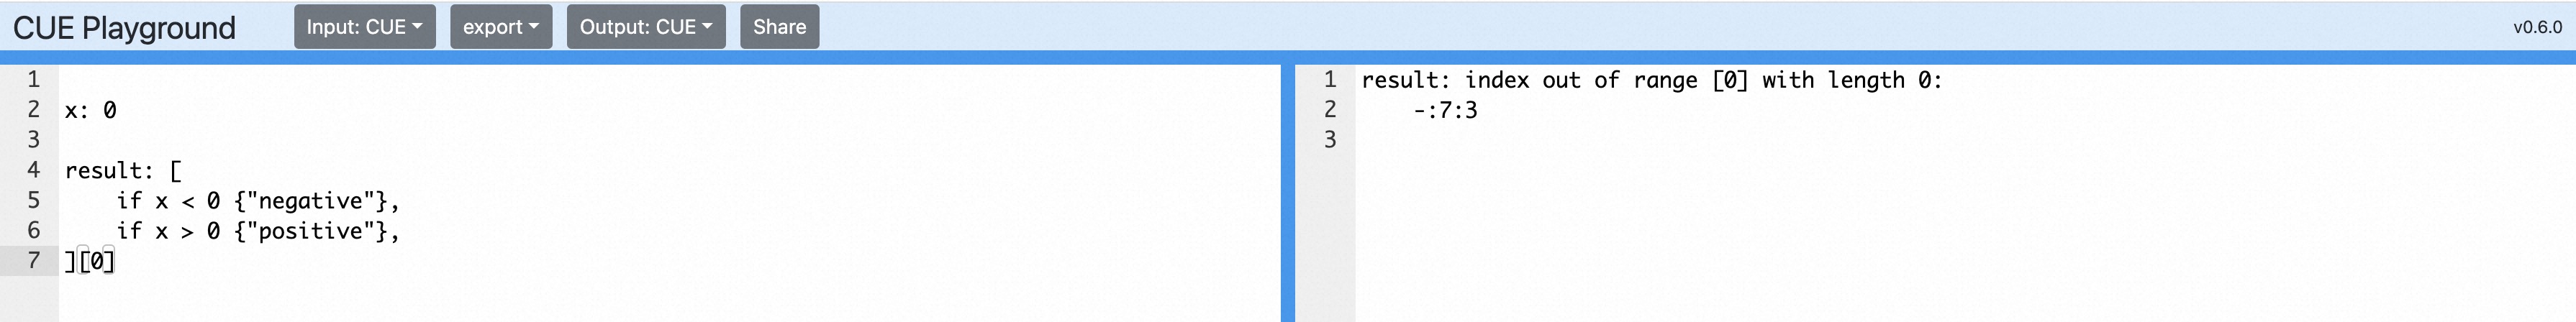 CUE Playground Input: CUE export Output: CUE Share v0.6.0
1
2 x: 0
3
4 result: [
5     if x < 0 {"negative"},
6     if x > 0 {"positive"},
7 ][0]
1 result: index out of range [0] with length 0:
2     -:7:3
3